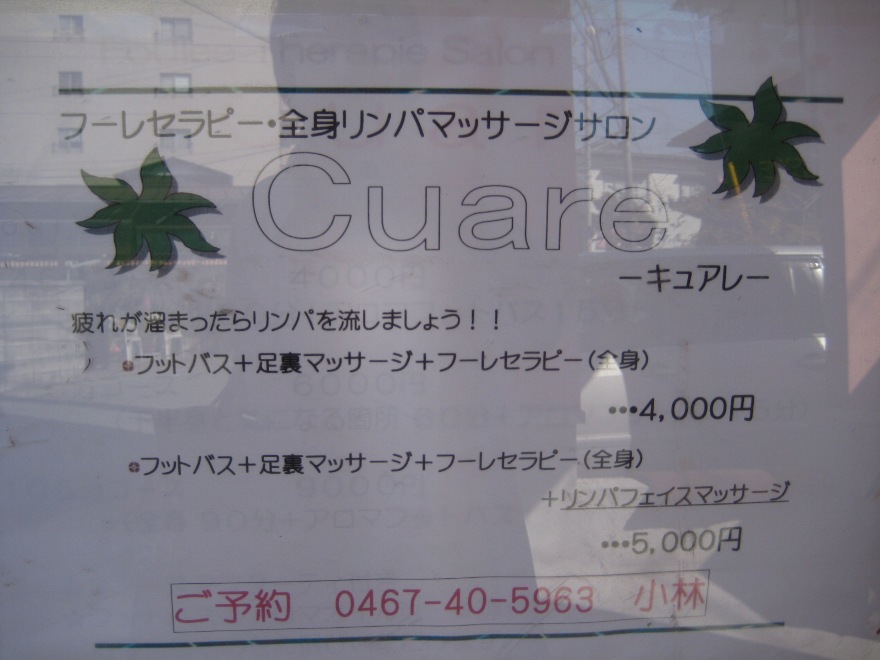 フーレセラピー・全身リンパマッサージサロン
Cuare
ーキュアレー
疲れが溜まったらリンパを流しましょう！！
フットバス＋足裏マッサージ＋フーレセラピー(全身)
•••4,000円
フットバス＋足裏マッサージ＋フーレセラピー(全身)
＋リンパフェイスマッサージ
•••5,000円
ご予約 0467-40-5963 小林